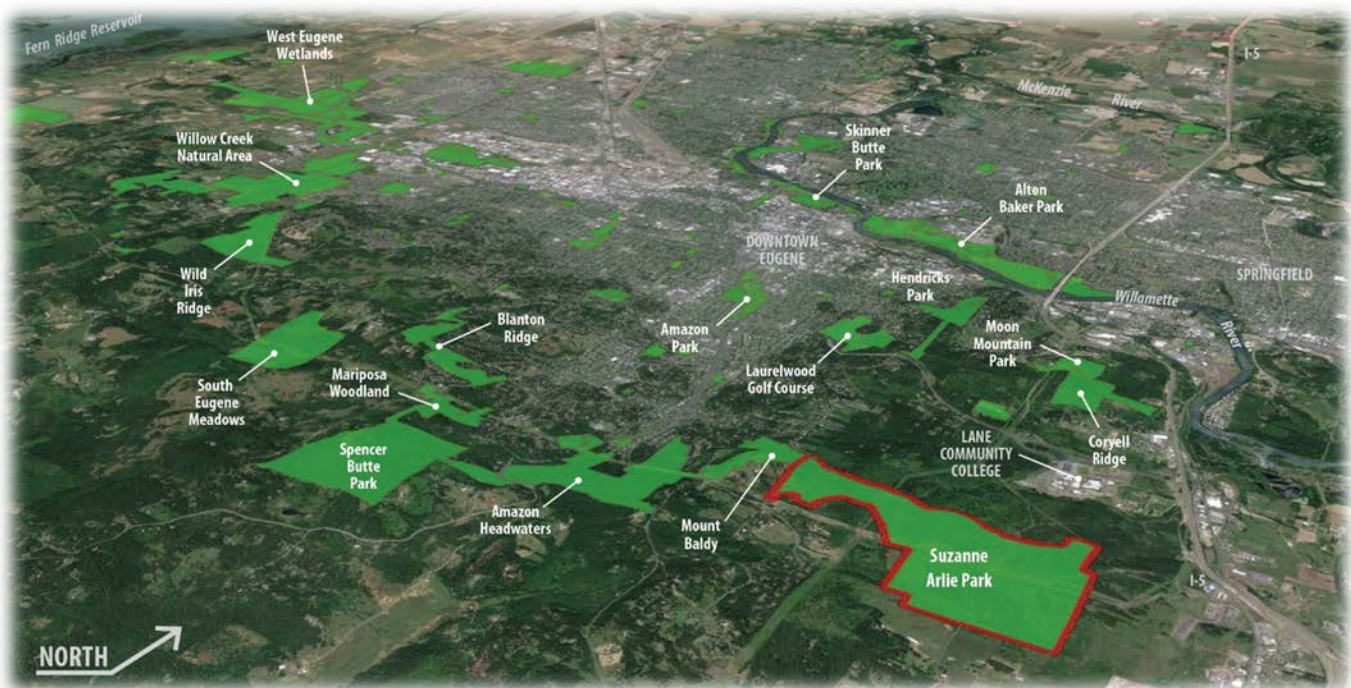 Fern Ridge Reservoir
West Eugene
Wetlands
I-5
McKenzie River
Willow Creek
Natural Area
Skinner
Butte
Park
Alton
Baker Park
Wild
Iris
Ridge
DOWNTOWN
EUGENE
Hendricks
Park
SPRINGFIELD
Willamette
River
Blanton
Ridge
Amazon
Park
Moon
Mountain
Park
South
Eugene
Meadows
Mariposa
Woodland
Laurelwood
Golf Course
Spencer
Butte
Park
LANE
COMMUNITY
COLLEGE
Coryell
Ridge
Amazon
Headwaters
Mount
Baldy
Suzanne
Arlie Park
I-5
NORTH